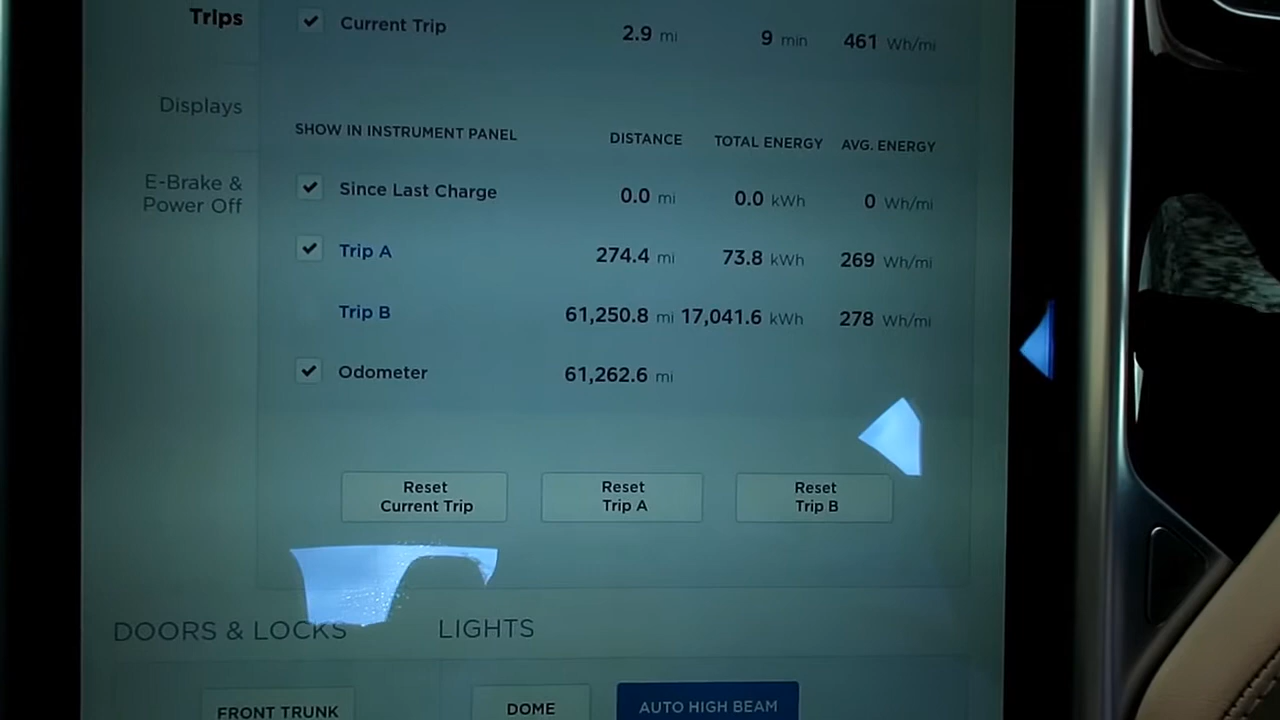 Trips
Current Trip 2.9 mi 9 min 461 Wh/mi
Displays
SHOW IN INSTRUMENT PANEL DISTANCE TOTAL ENERGY AVG. ENERGY
E-Brake &
Power Off
Since Last Charge 0.0 mi 0.0 kWh 0 Wh/mi
Trip A 274.4 mi 73.8 kWh 269 Wh/mi
Trip B 61,250.8 mi 17,041.6 kWh 278 Wh/mi
Odometer 61,262.6 mi
Reset
Current Trip
Reset
Trip A
Reset
Trip B
DOORS & LOCKS LIGHTS
FRONT TRUNK DOME AUTO HIGH BEAM